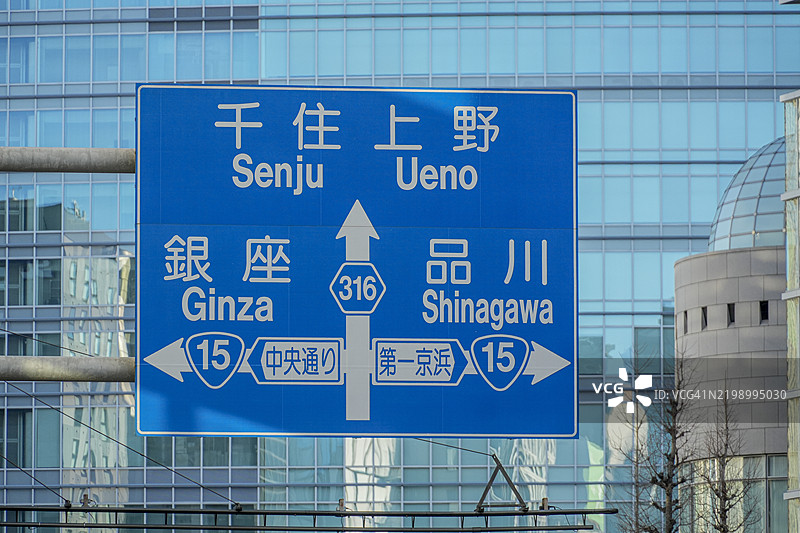 千住 上野
Senju Ueno
銀座 品川
Ginza Shinagawa
316
15 中央通り 第一京浜 15
VCG ID: VCG41N2198995030